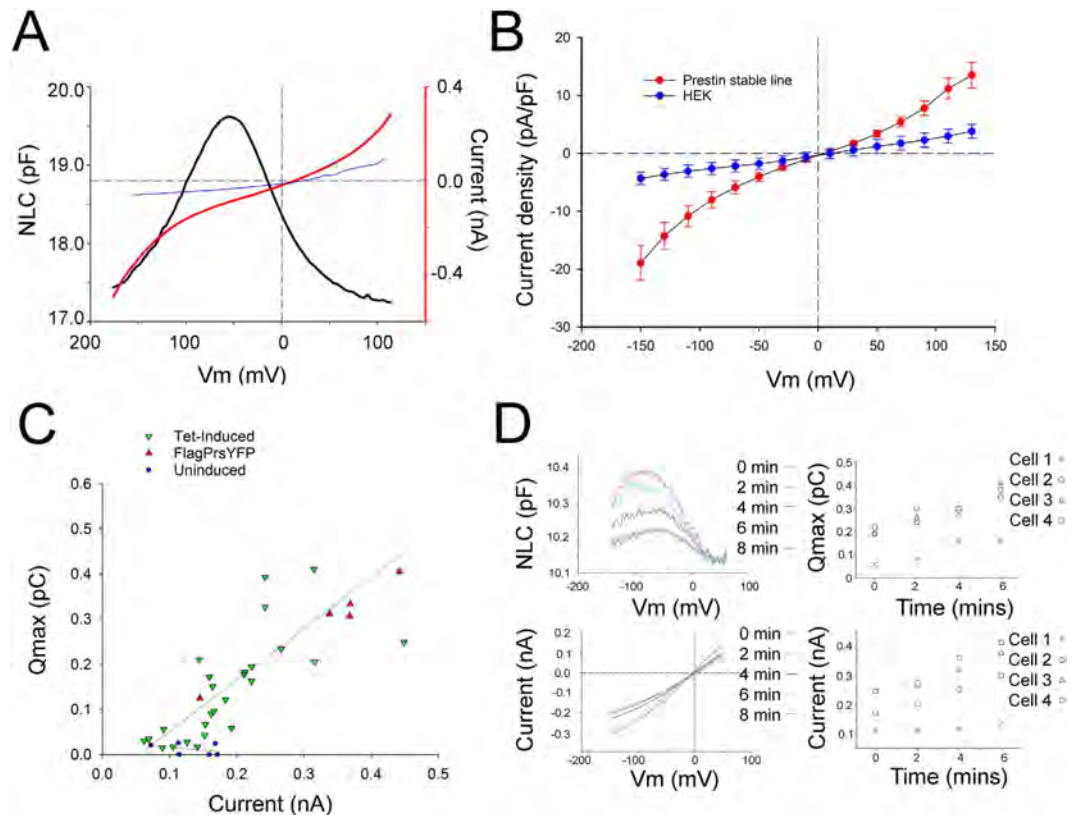 A
NLC (pF)
20.0
19.0
18.0
17.0
200
100
0
100
Vm (mV)
0.4
0.0
-0.4
Current (nA)
B
Current density (pA/pF)
20
10
0
-10
-20
-30
-200
-150
-100
-50
0
50
100
150
Vm (mV)
Prestin stable line
HEK
C
Tet-Induced
FlagPrsYFP
Uninduced
Qmax (pC)
0.6
0.5
0.4
0.3
0.2
0.1
0.0
0.0
0.1
0.2
0.3
0.4
0.5
Current (nA)
D
NLC (pF)
10.4
10.3
10.2
10.1
-200
-100
0
100
Vm (mV)
0 min
2 min
4 min
6 min
8 min
Qmax (pC)
0.5
0.4
0.3
0.2
0.1
0
0
2
4
6
Time (mins)
Cell 1
Cell 2
Cell 3
Cell 4
Current (nA)
0.2
0.1
0.0
-0.1
-0.2
-0.3
-200
-100
0
100
Vm (mV)
0 min
2 min
4 min
6 min
8 min
Current (nA)
0.5
0.4
0.3
0.2
0.1
0
2
4
6
Time (mins)
Cell 1
Cell 2
Cell 3
Cell 4